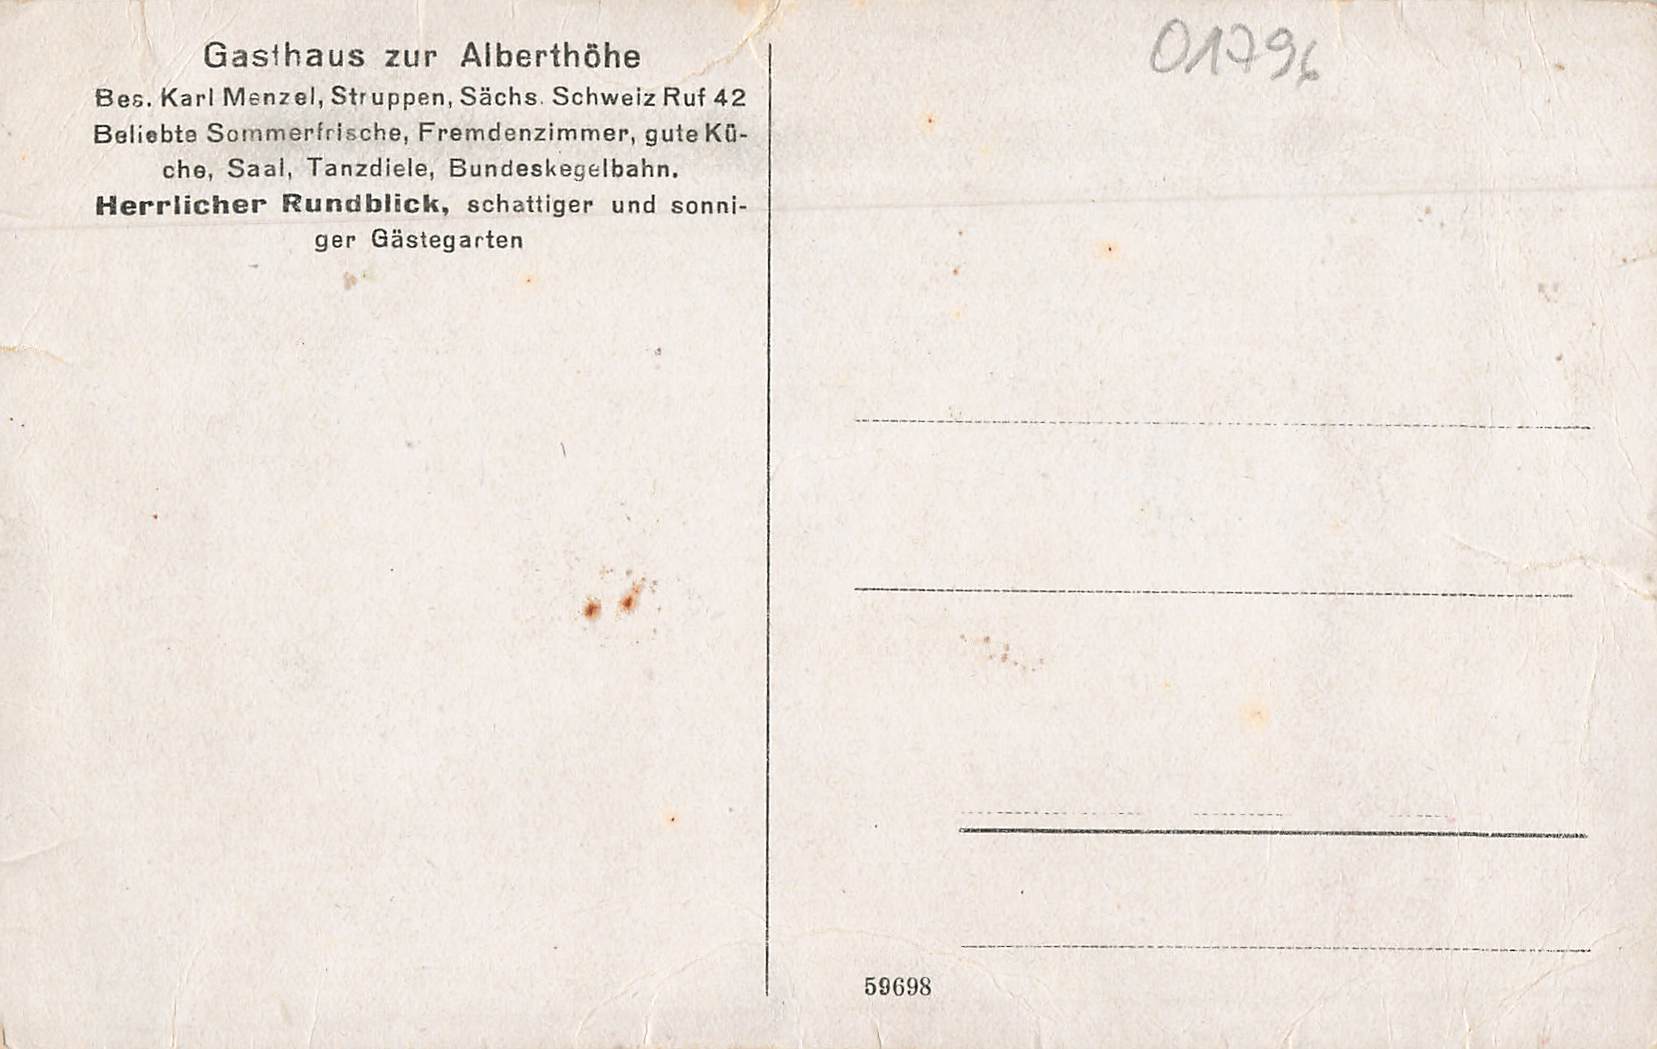 Gasthaus zur Alberthöhe
Bes. Karl Menzel, Struppen, Sächs. Schweiz Ruf 42
Beliebte Sommerfrische, Fremdenzimmer, gute Kü-
che, Saal, Tanzdiele, Bundeskegelbahn.
Herrlicher Rundblick, schattiger und sonni-
ger Gästegarten
01796
59698